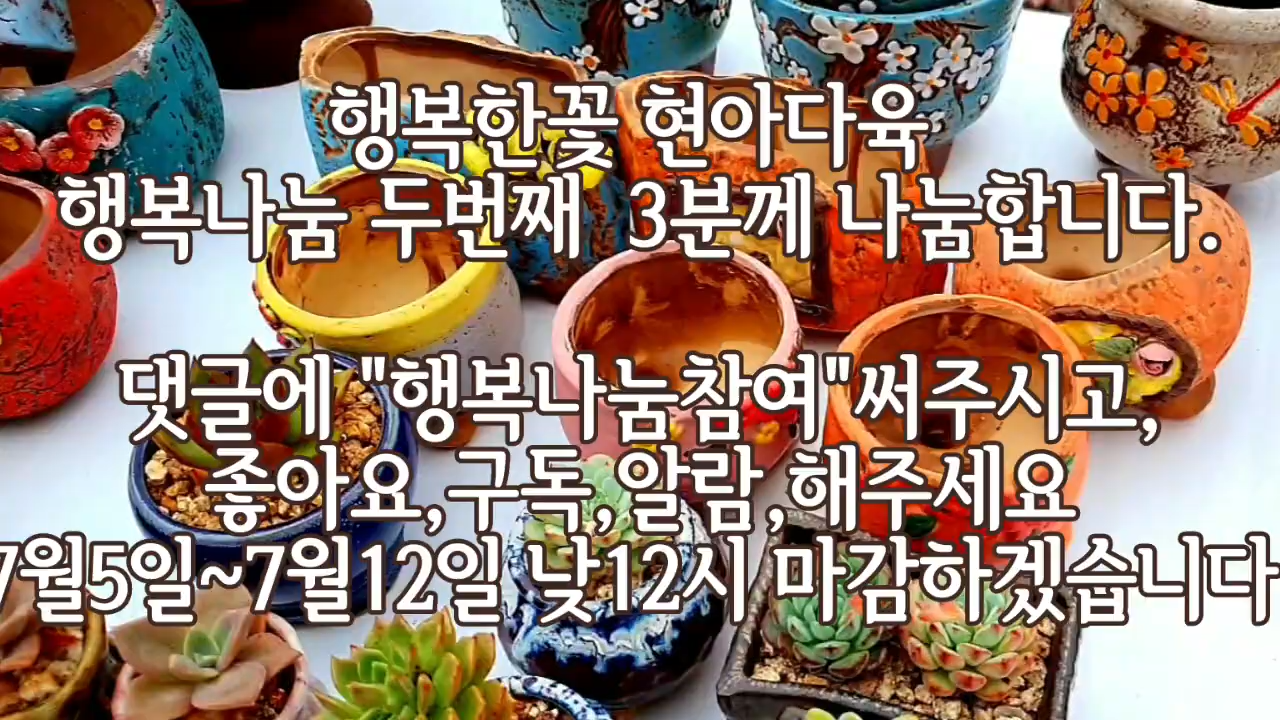 행복한꽃 현아다육
행복나눔 두번째 3분께 나눔합니다.
댓글에 "행복나눔참여"써주시고,
좋아요,구독,알람,해주세요
7월5일~7월12일 낮12시 마감하겠습니다